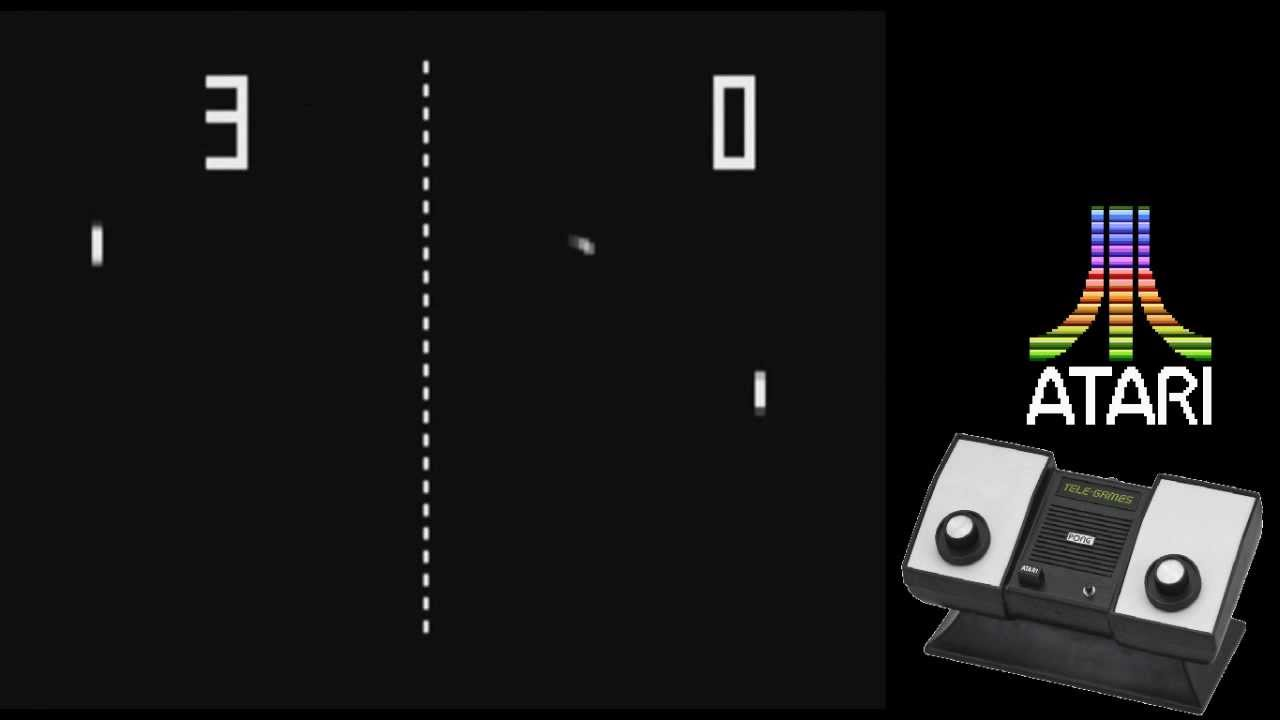 3 0
ATARI
TELE-GAMES
PONG
ATARI